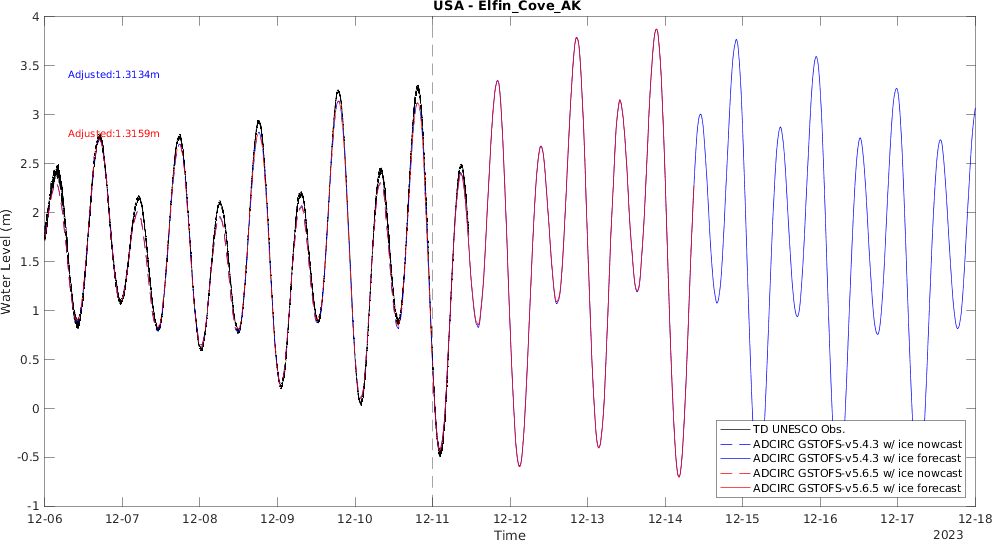 USA - Elfin_Cove_AK
4
3.5
3
2.5
2
1.5
1
0.5
0
-0.5
-1
Water Level (m)
Adjusted:1.3134m
Adjusted:1.3159m
TD UNESCO Obs.
ADCIRC GSTOFS-v5.4.3 w/ ice nowcast
ADCIRC GSTOFS-v5.4.3 w/ ice forecast
ADCIRC GSTOFS-v5.6.5 w/ ice nowcast
ADCIRC GSTOFS-v5.6.5 w/ ice forecast
12-06 12-07 12-08 12-09 12-10 12-11 12-12 12-13 12-14 12-15 12-16 12-17 12-18
Time
2023